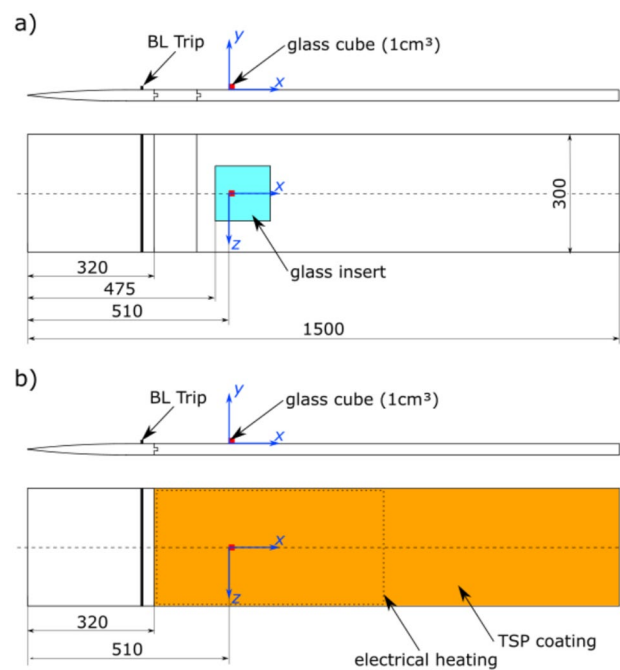 a)
BL Trip
glass cube (1cm³)
y
x
x
z
glass insert
300
320
475
510
1500
b)
BL Trip
glass cube (1cm³)
y
x
x
z
320
510
electrical heating
TSP coating